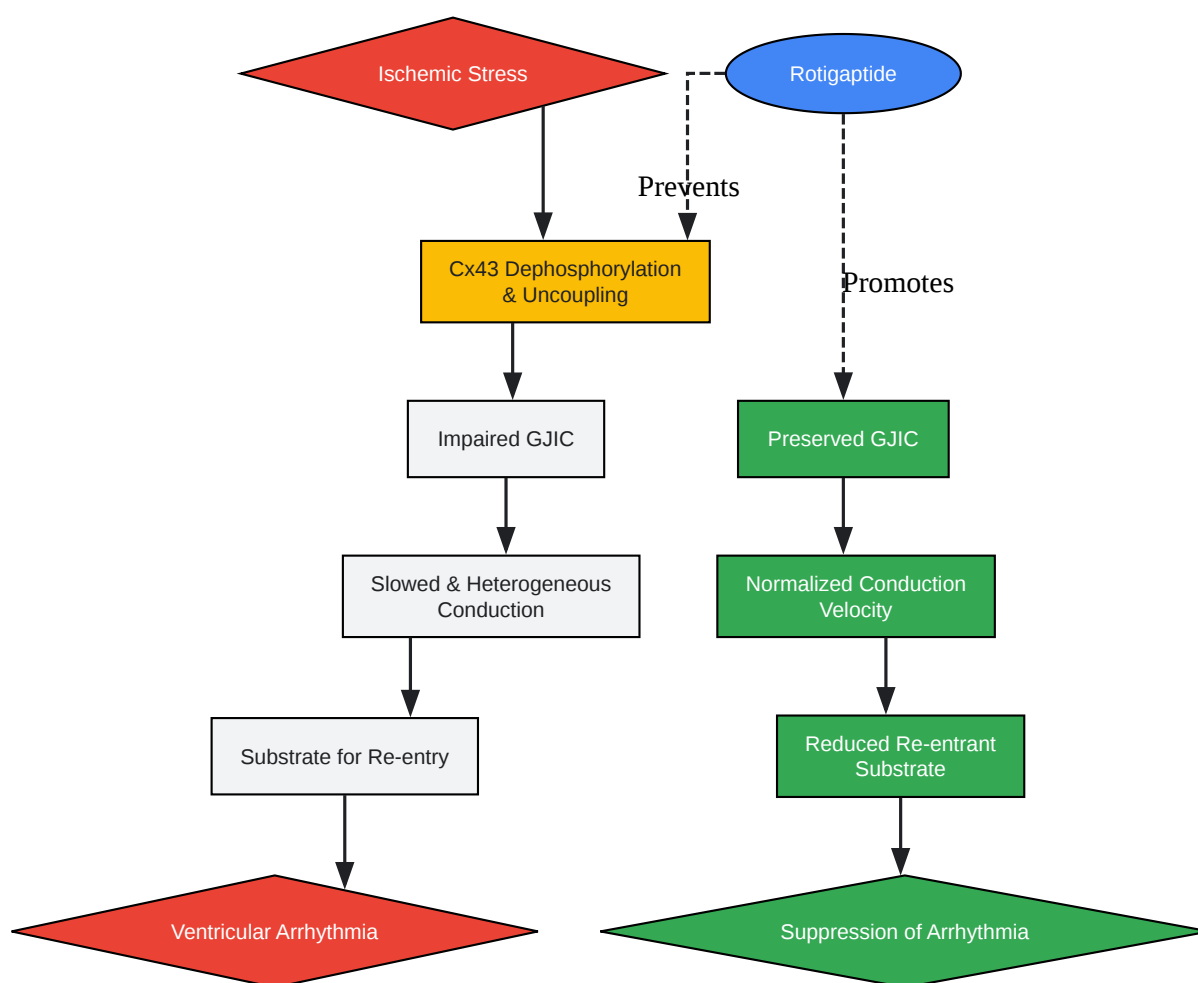 Ischemic Stress
Rotigaptide
Prevents
Cx43 Dephosphorylation
& Uncoupling
Promotes
Impaired GJIC
Preserved GJIC
Slowed & Heterogeneous
Conduction
Normalized Conduction
Velocity
Substrate for Re-entry
Reduced Re-entrant
Substrate
Ventricular Arrhythmia
Suppression of Arrhythmia